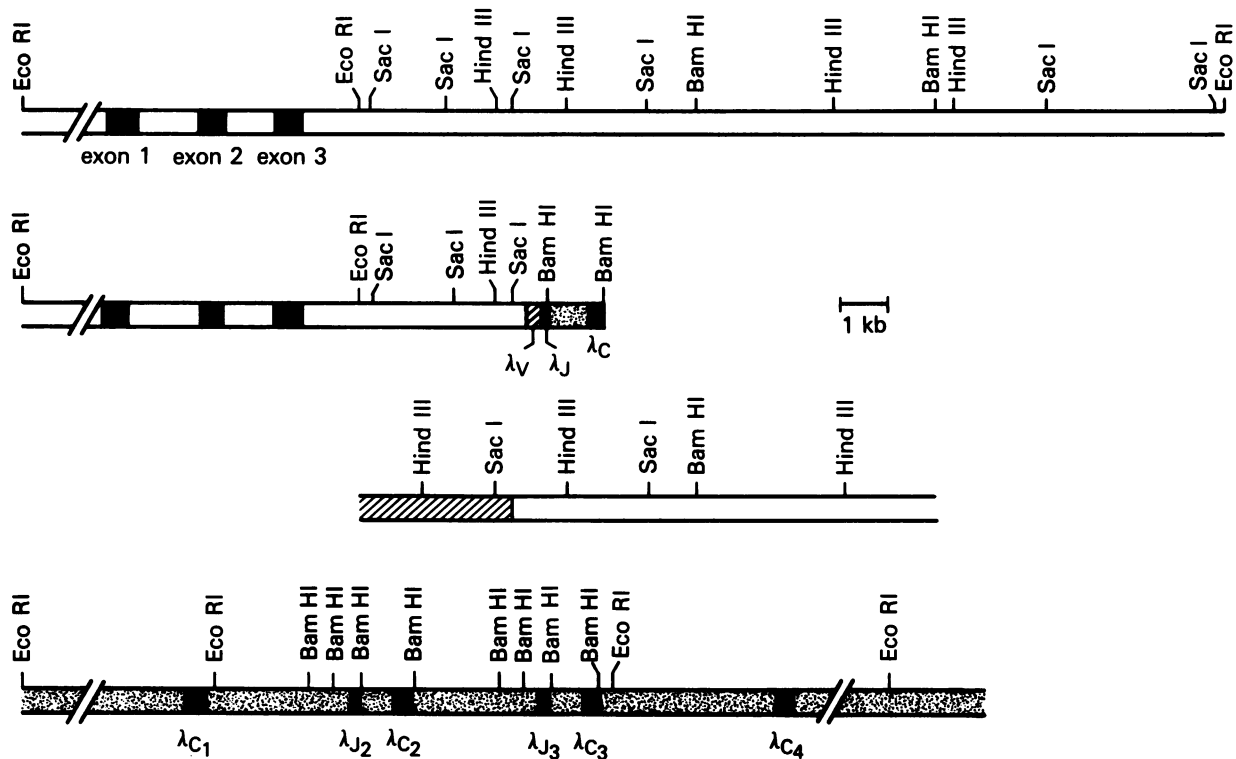 Eco RI Eco RI Sac I Sac I Hind III Sac I Hind III Sac I Bam HI Hind III Bam HI Hind III Sac I Sac I Eco RI
exon 1 exon 2 exon 3
Eco RI Eco RI Sac I Sac I Hind III Sac I Bam HI Bam HI
1 kb
λV λJ λC
Hind III Sac I Hind III Sac I Bam HI Hind III
Eco RI Eco RI Bam HI Bam HI Bam HI Bam HI Bam HI Bam HI Bam HI Bam HI Eco RI Eco RI
λC1 λJ2 λC2 λJ3 λC3 λC4